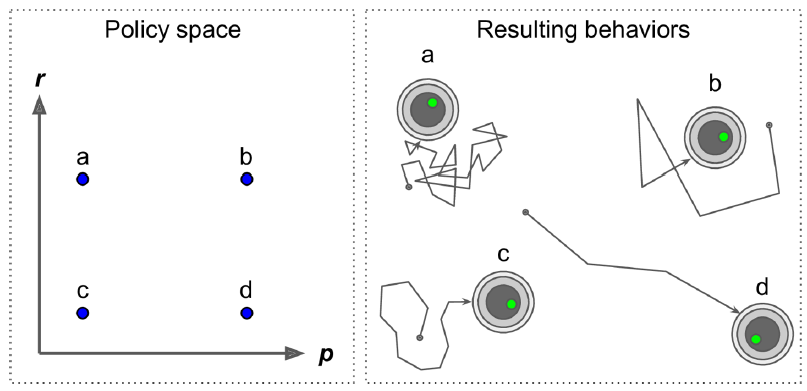 Policy space
r
a
b
c
d
p
Resulting behaviors
a
b
c
d